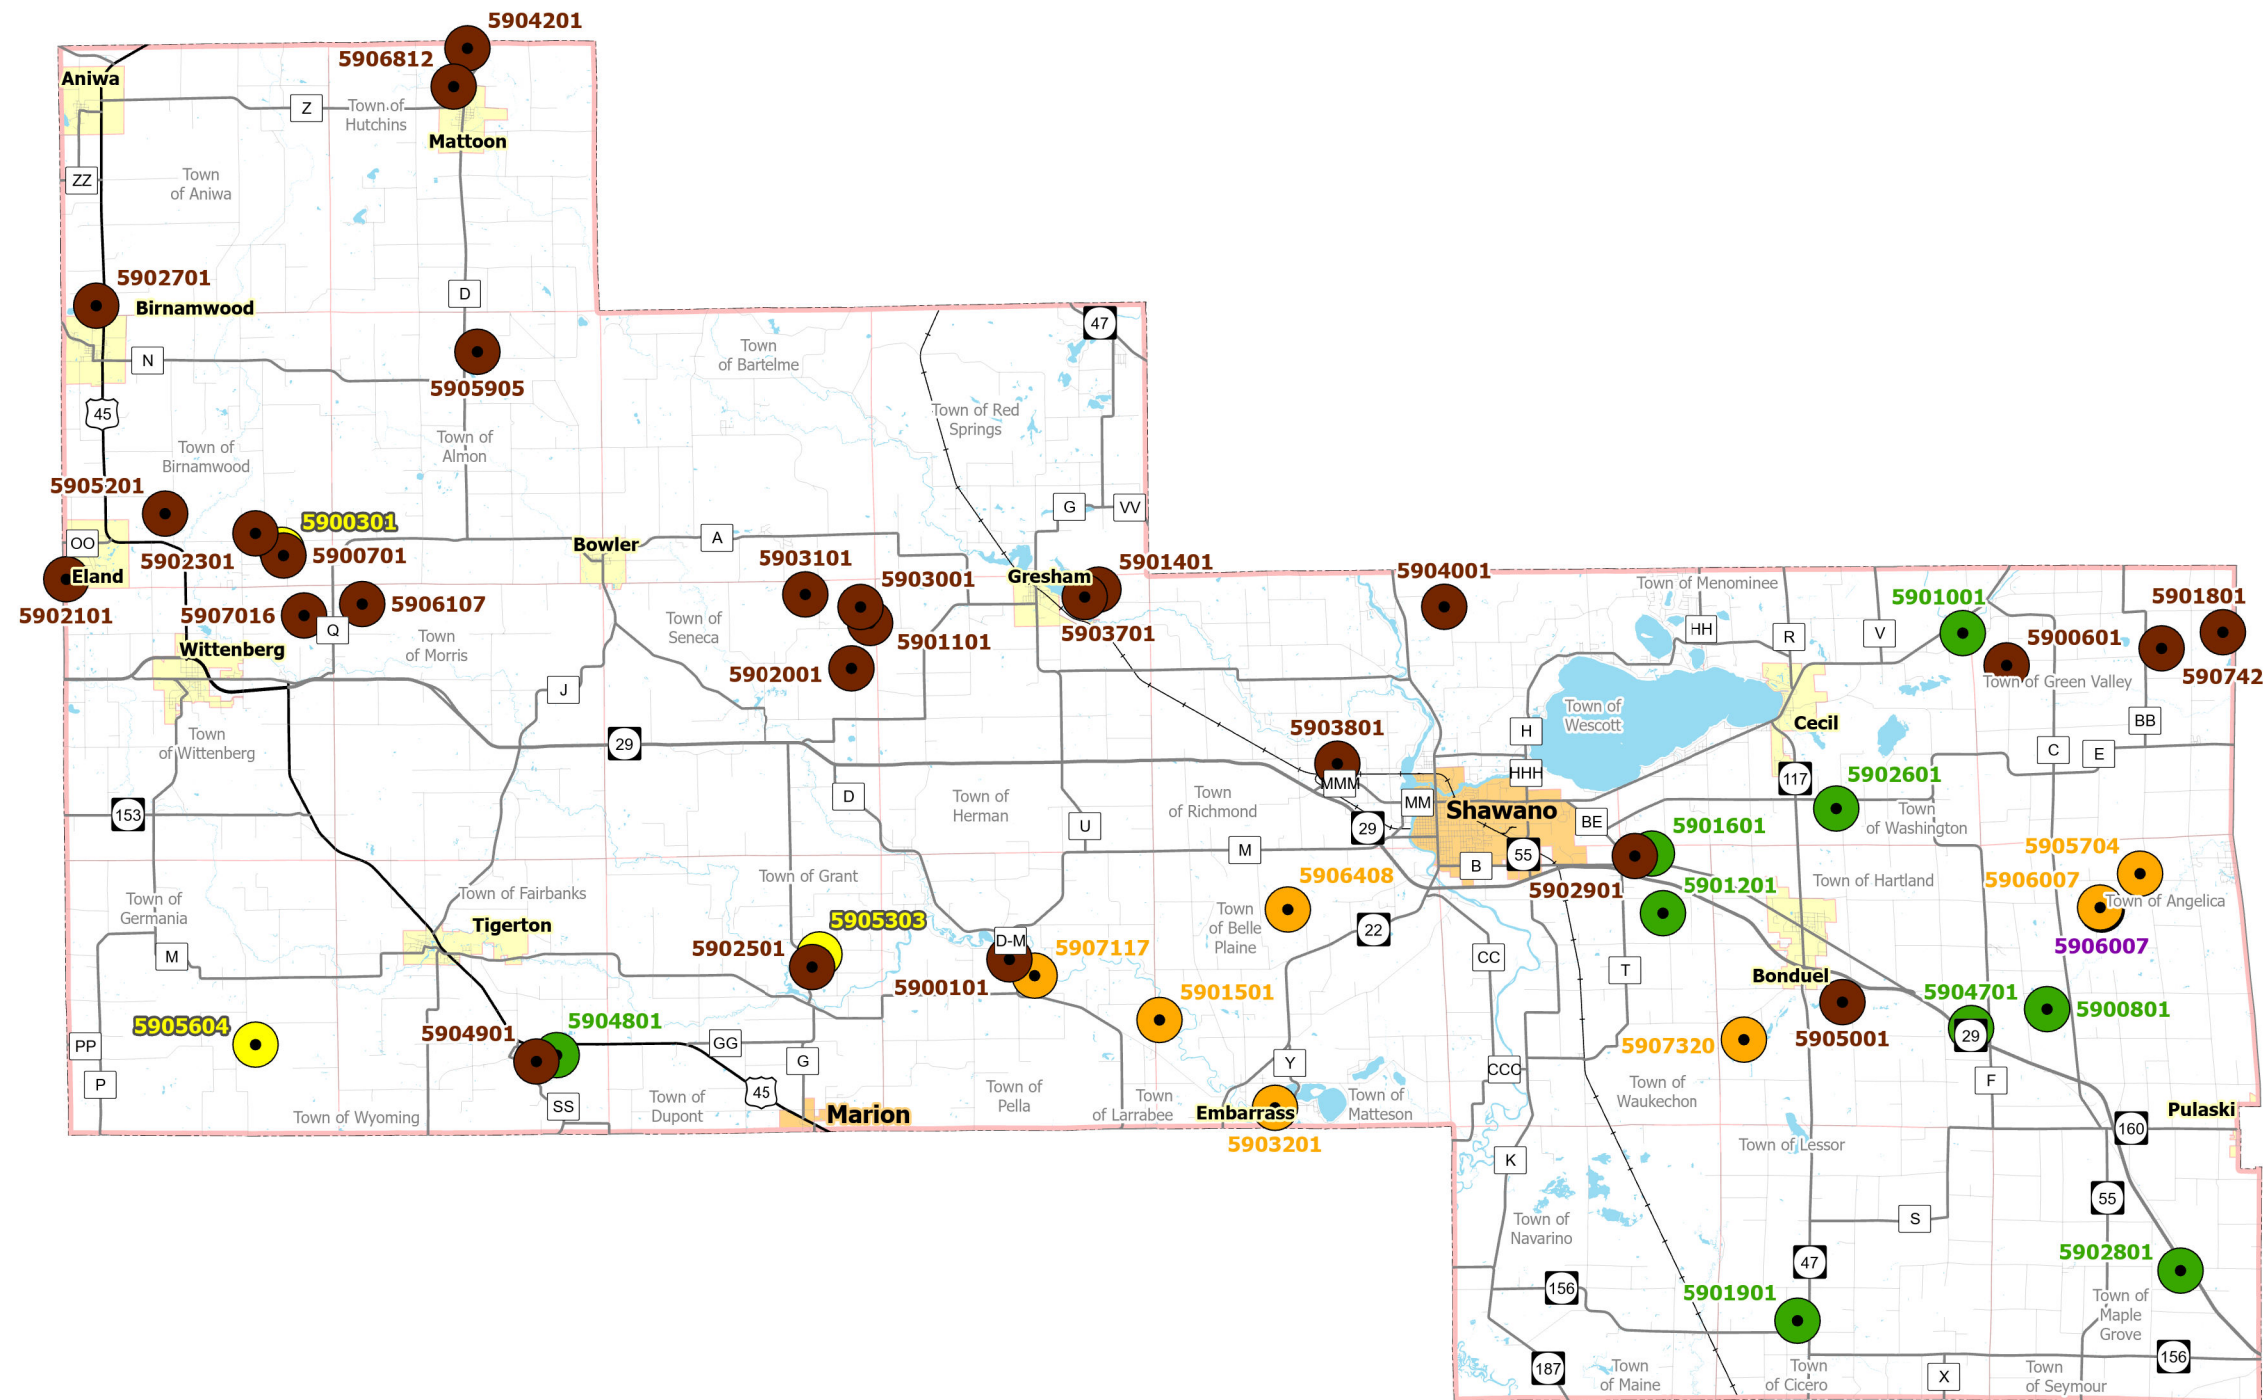 5904201
5906812
Aniwa
Z
Town of
Hutchins
Mattoon
ZZ
Town
of Aniwa
5902701
Birnamwood
D
N
5905905
45
Town of
Birnamwood
Town of
Almon
Town
of Bartelme
47
Town of Red
Springs
G
VV
5905201
OO
5900301
5902301
5900701
Eland
5902101
5907016
5906107
Q
Wittenberg
Town
of Morris
Bowler
A
5903101
5903001
5901101
5902001
Town of
Seneca
Gresham
5901401
5903701
5904001
Town of Menominee
HH
R
V
5901001
5900601
5901801
590742
Town of Green Valley
J
29
Town
of Wittenberg
153
5903801
MMM
MM
H
HHH
Town of
Wescott
Cecil
117
5902601
Town
of Washington
C
E
BB
D
Town of
Herman
U
Town
of Richmond
29
M
Shawano
BE
55
B
5901601
5902901
5901201
Town of Hartland
5905704
5906007
Town of Angelica
5906007
Town of
Germania
M
Town of Fairbanks
Tigerton
Town of Grant
5905303
5902501
D-M
5907117
5900101
5906408
Town
of Belle
Plaine
22
CC
T
Bonduel
5904701
5900801
29
5905001
5907320
5901501
5905604
PP
P
5904901
5904801
GG
G
45
SS
Town of Wyoming
Town of
Dupont
Marion
Town of
Pella
Town
of Larrabee
Y
Embarrass
5903201
Town of
Matteson
CCC
Town of
Waukechon
F
Pulaski
160
Town of Lessor
K
Town of
Navarino
S
55
47
5902801
156
5901901
Town of
Maple
Grove
187
Town
of Maine
Town
of Cicero
X
Town
of Seymour
156